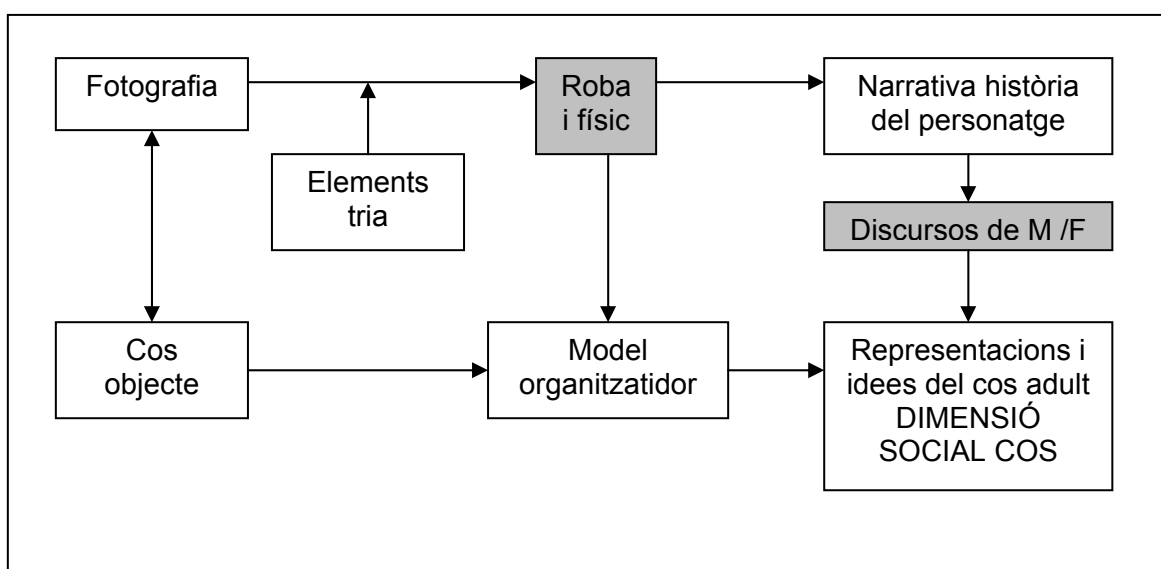 Fotografia
Roba
i físic
Narrativa història
del personatge
Elements
tria
Discursos de M /F
Cos
objecte
Model
organitzatidor
Representacions i
idees del cos adult
DIMENSIÓ
SOCIAL COS